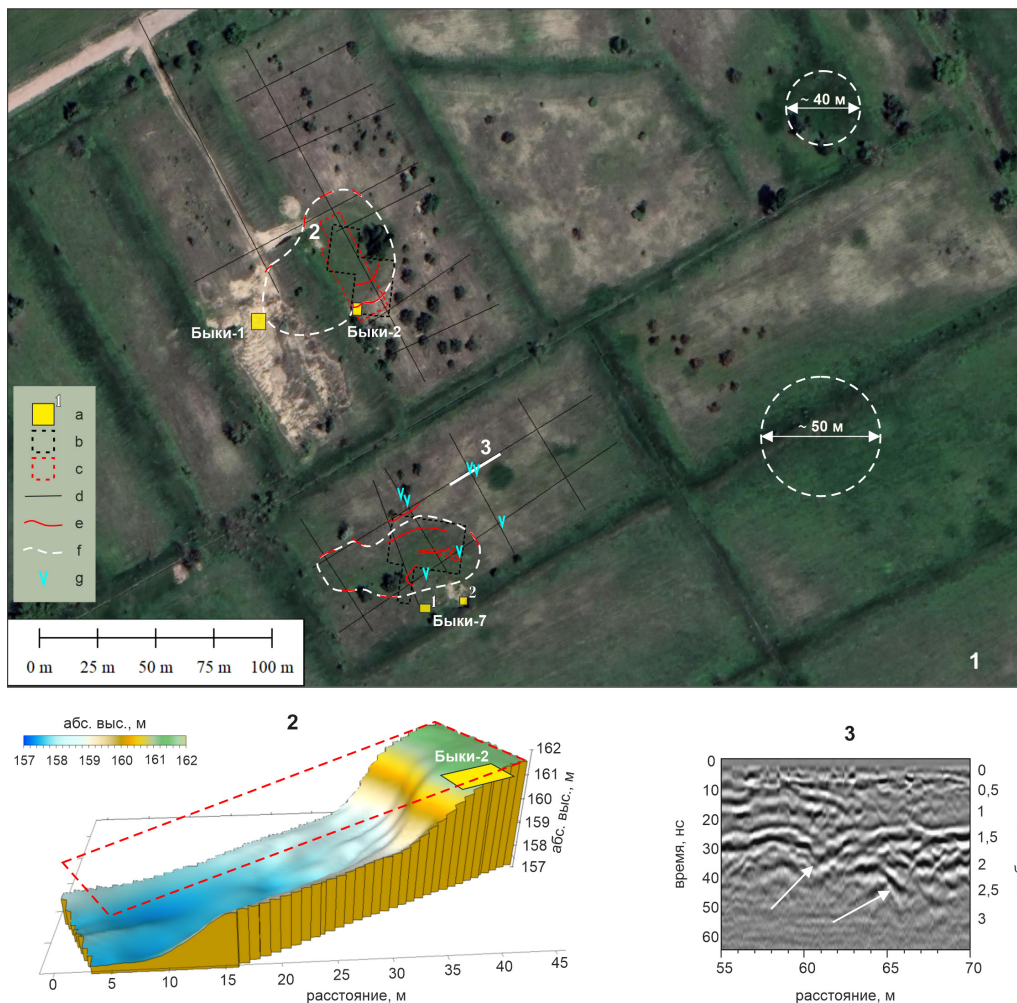 ~ 40 м
2
Быки-1
Быки-2
~ 50 м
3
1
a
b
c
d
e
f
g
1
2
Быки-7
0 m 25 m 50 m 75 m 100 m
1
абс. выс., м
157 158 159 160 161 162
2
Быки-2
162
161
160
159
158
157
абс. выс., м
0 5 10 15 20 25 30 35 40 45
расстояние, м
3
0
10
20
30
40
50
60
время, нс
0
0,5
1
1,5
2
2,5
3
55 60 65 70
расстояние, м